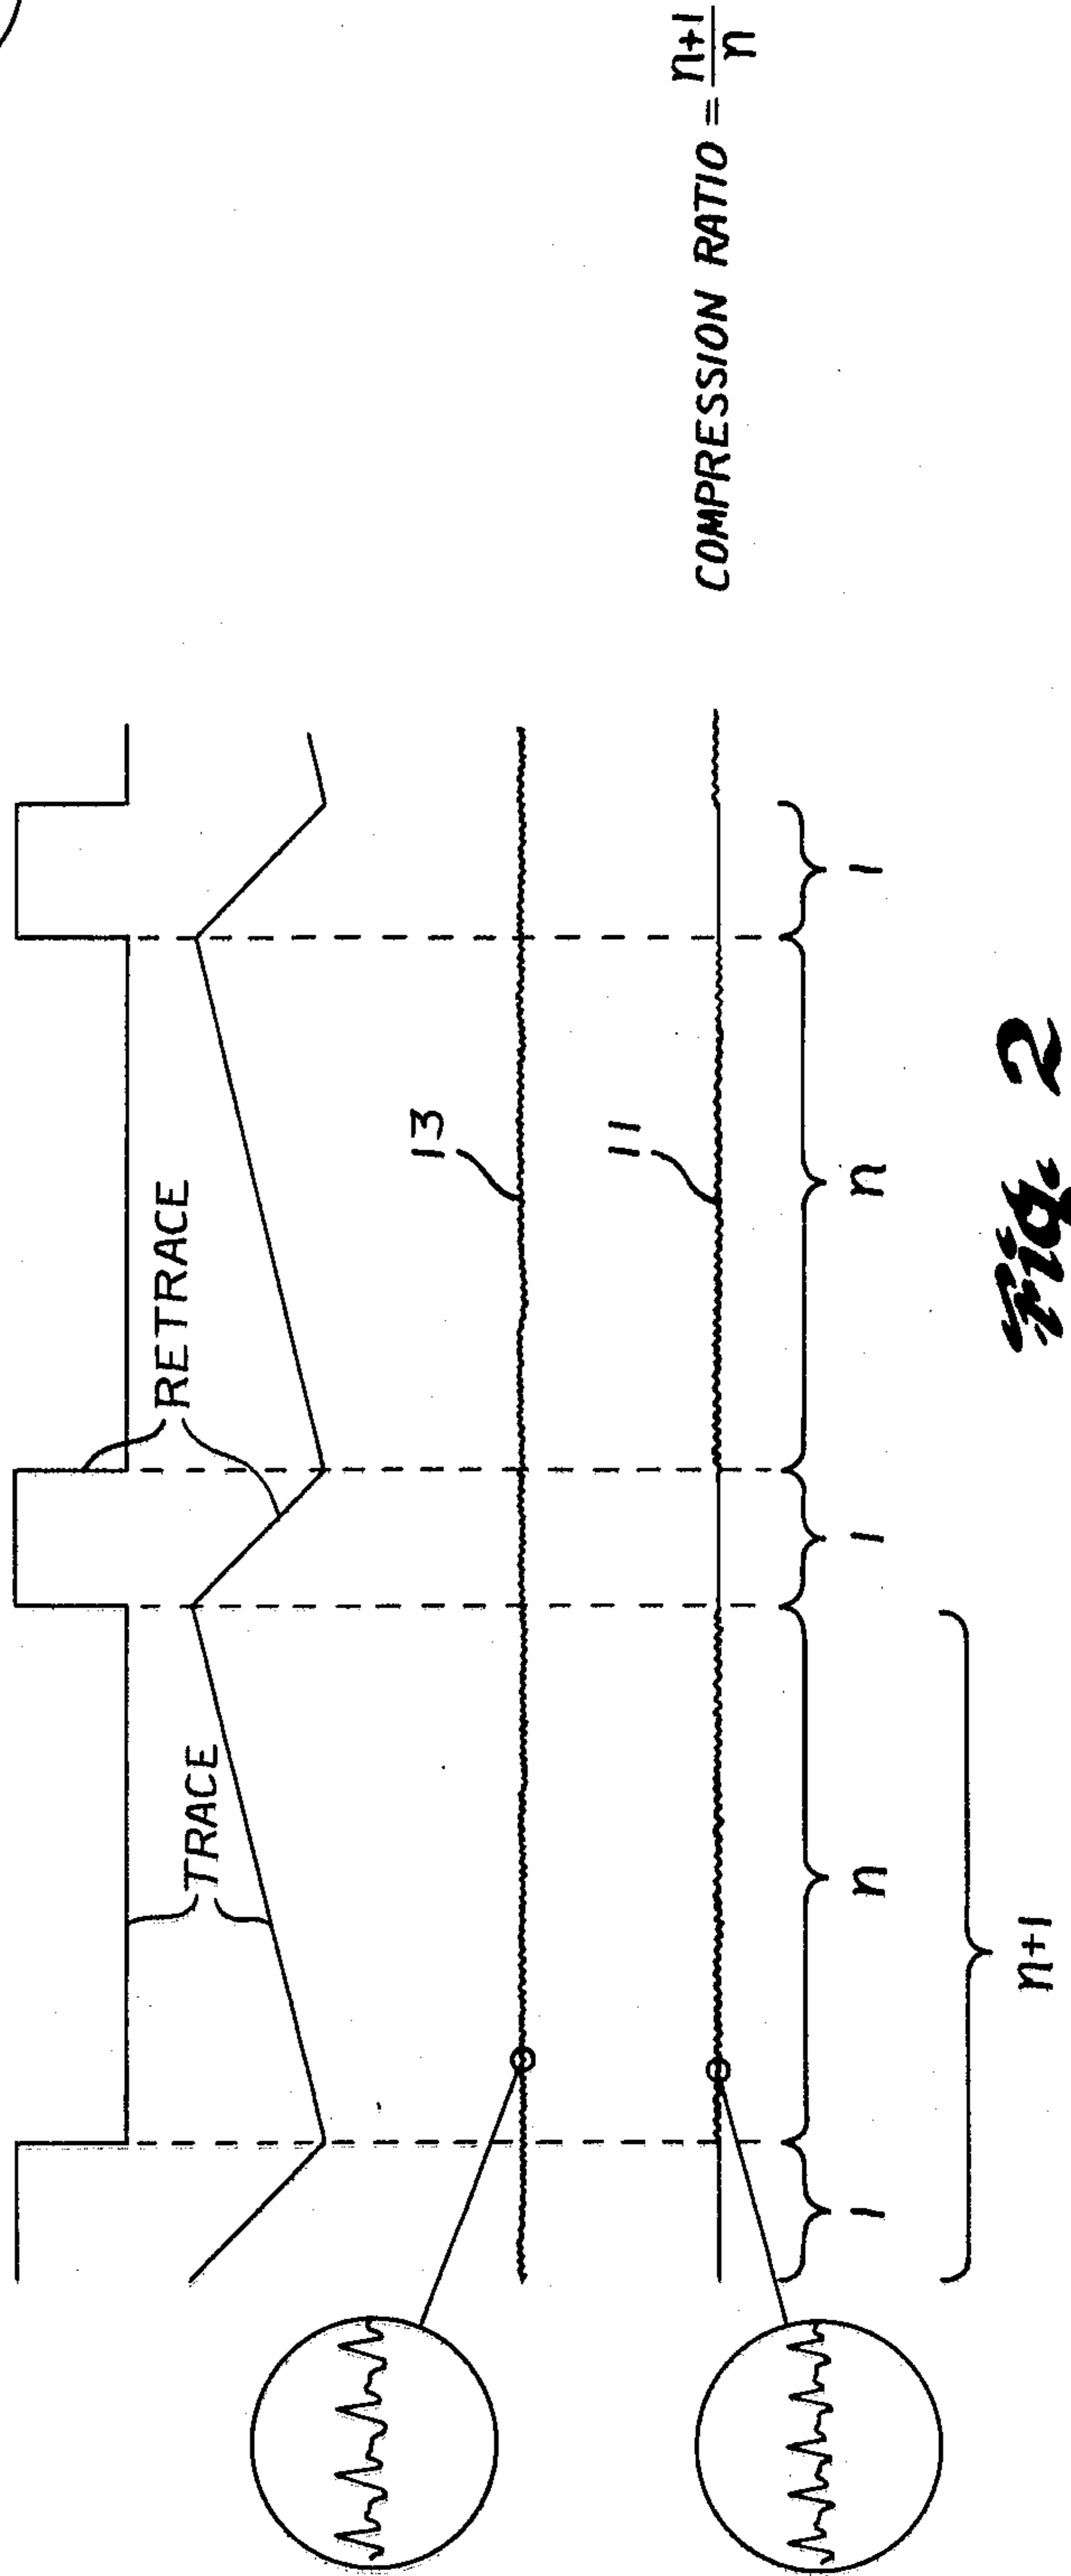 TRACE
RETRACE
13
11
COMPRESSION RATIO = n+1/n
1
n
1
n
1
n+1
Fig. 2